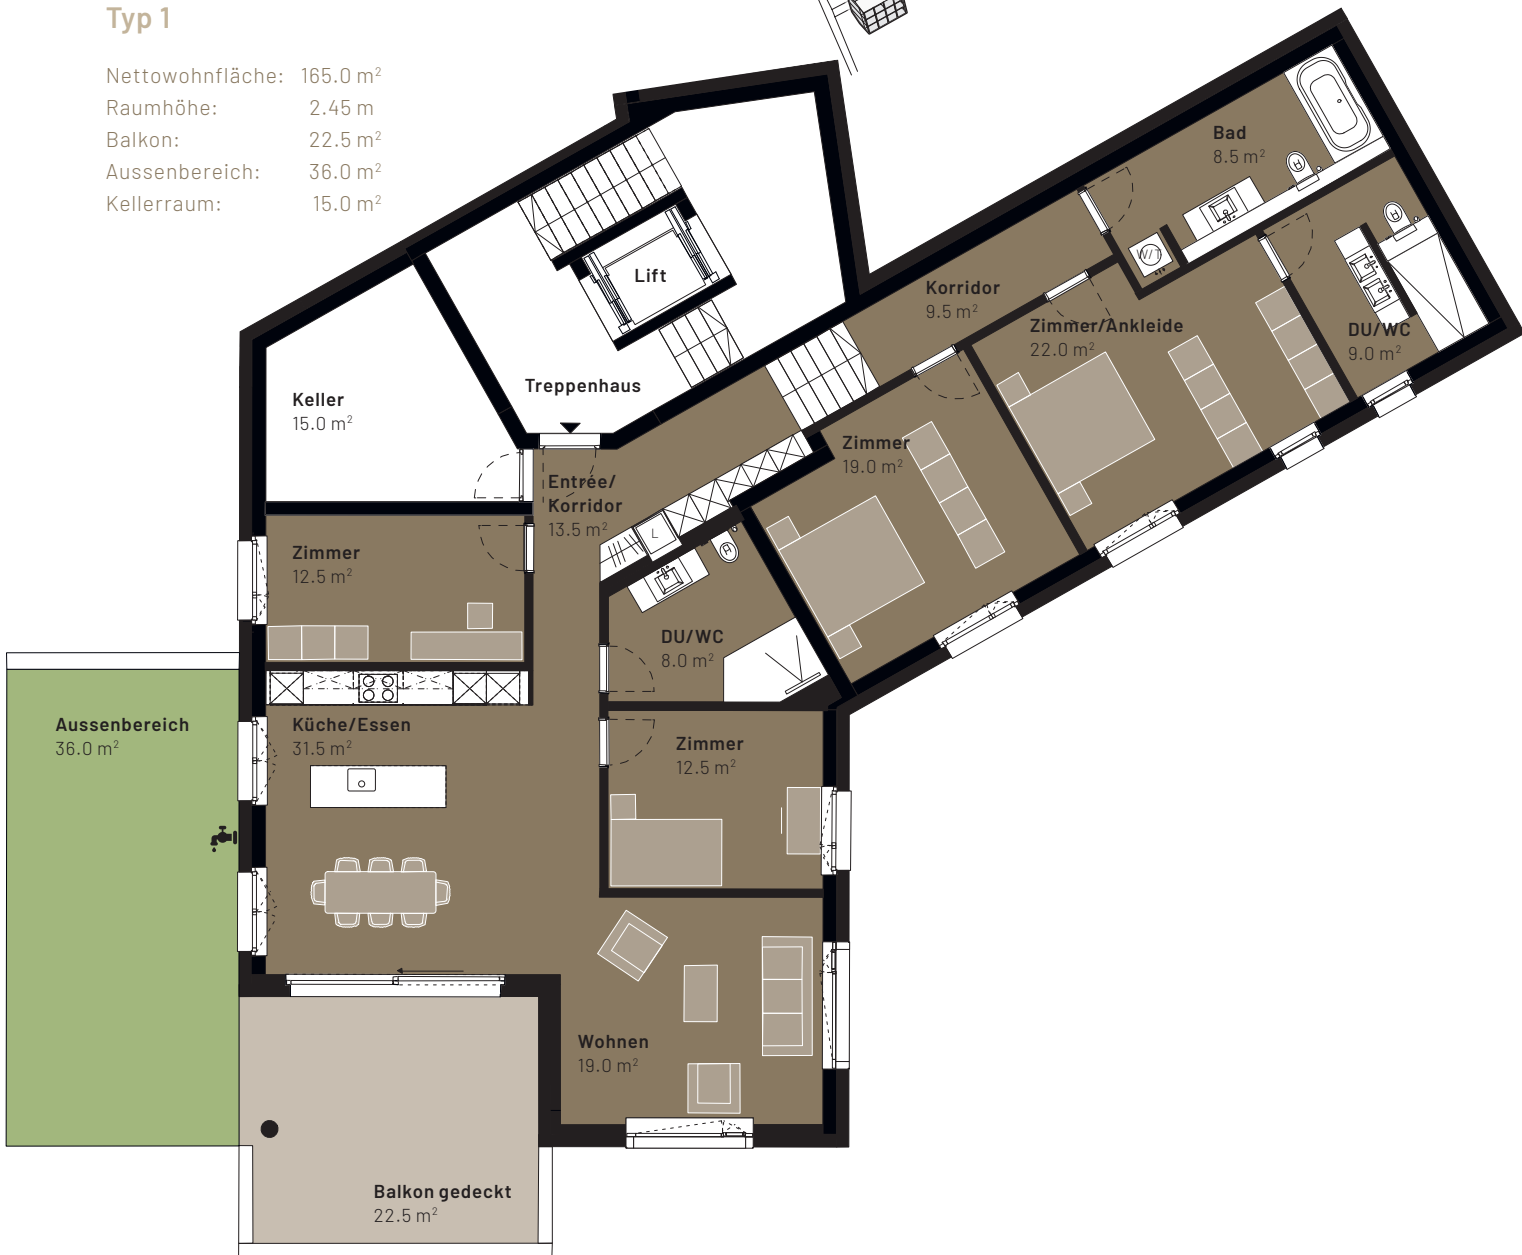 Typ 1
Nettowohnfläche: 165.0 m²
Raumhöhe: 2.45 m
Balkon: 22.5 m²
Aussenbereich: 36.0 m²
Kellerraum: 15.0 m²
Bad
8.5 m²
W/T
Lift
Korridor
9.5 m²
Zimmer/Ankleide
22.0 m²
DU/WC
9.0 m²
Treppenhaus
Keller
15.0 m²
Zimmer
19.0 m²
Entrée/
Korridor
13.5 m²
L
Zimmer
12.5 m²
DU/WC
8.0 m²
Aussenbereich
36.0 m²
Küche/Essen
31.5 m²
Zimmer
12.5 m²
Wohnen
19.0 m²
Balkon gedeckt
22.5 m²